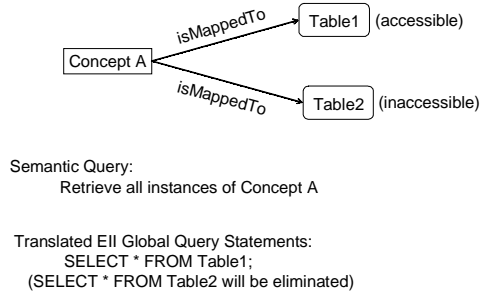 isMappedTo
Table1 (accessible)
Concept A
isMappedTo
Table2 (inaccessible)
Semantic Query:
Retrieve all instances of Concept A
Translated EII Global Query Statements:
SELECT * FROM Table1;
(SELECT * FROM Table2 will be eliminated)